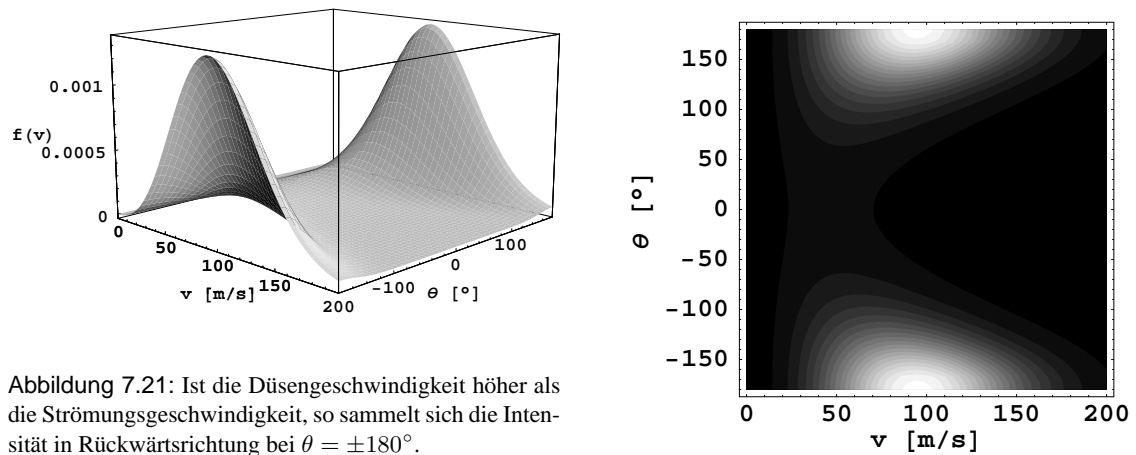 0.001
f(v)
0.0005
0
0
50
100
150
200
v [m/s]
-100
0
100
θ [°]
Abbildung 7.21: Ist die Düsengeschwindigkeit höher als
die Strömungsgeschwindigkeit, so sammelt sich die Inten-
sität in Rückwärtsrichtung bei θ = ±180°.
150
100
50
0
-50
-100
-150
θ [°]
0 50 100 150 200
v [m/s]